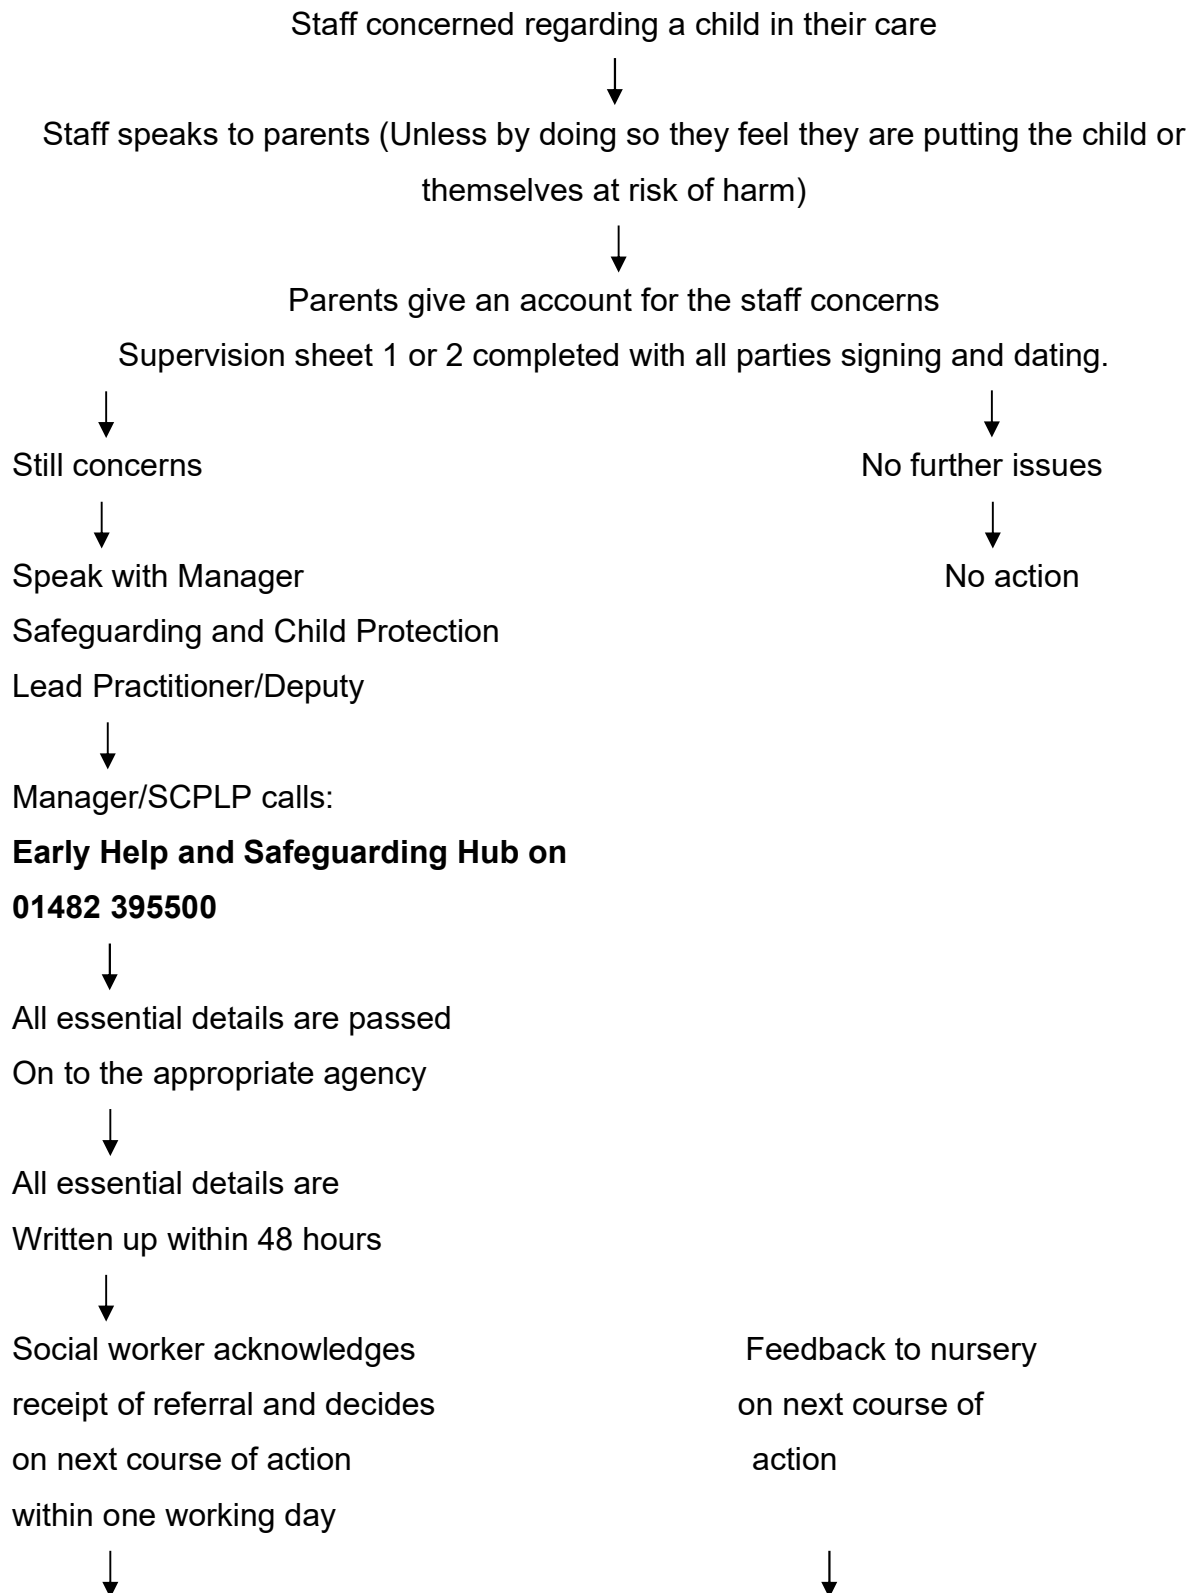 Staff concerned regarding a child in their care
Staff speaks to parents (Unless by doing so they feel they are putting the child or
themselves at risk of harm)
Parents give an account for the staff concerns
Supervision sheet 1 or 2 completed with all parties signing and dating.
Still concerns
No further issues
Speak with Manager
No action
Safeguarding and Child Protection
Lead Practitioner/Deputy
Manager/SCPLP calls:
Early Help and Safeguarding Hub on
01482 395500
All essential details are passed
On to the appropriate agency
All essential details are
Written up within 48 hours
Social worker acknowledges
receipt of referral and decides
on next course of action
within one working day
Feedback to nursery
on next course of
action